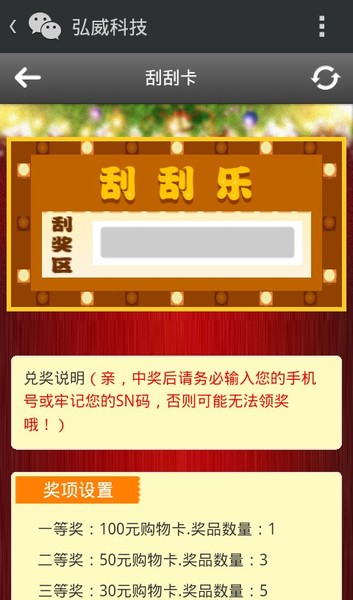 弘威科技
刮刮卡
刮刮乐
刮奖区
兑奖说明（亲，中奖后请务必输入您的手机
号或牢记您的SN码，否则可能无法领奖
哦！）
奖项设置
一等奖：100元购物卡.奖品数量：1
二等奖：50元购物卡.奖品数量：3
三等奖：30元购物卡.奖品数量：5